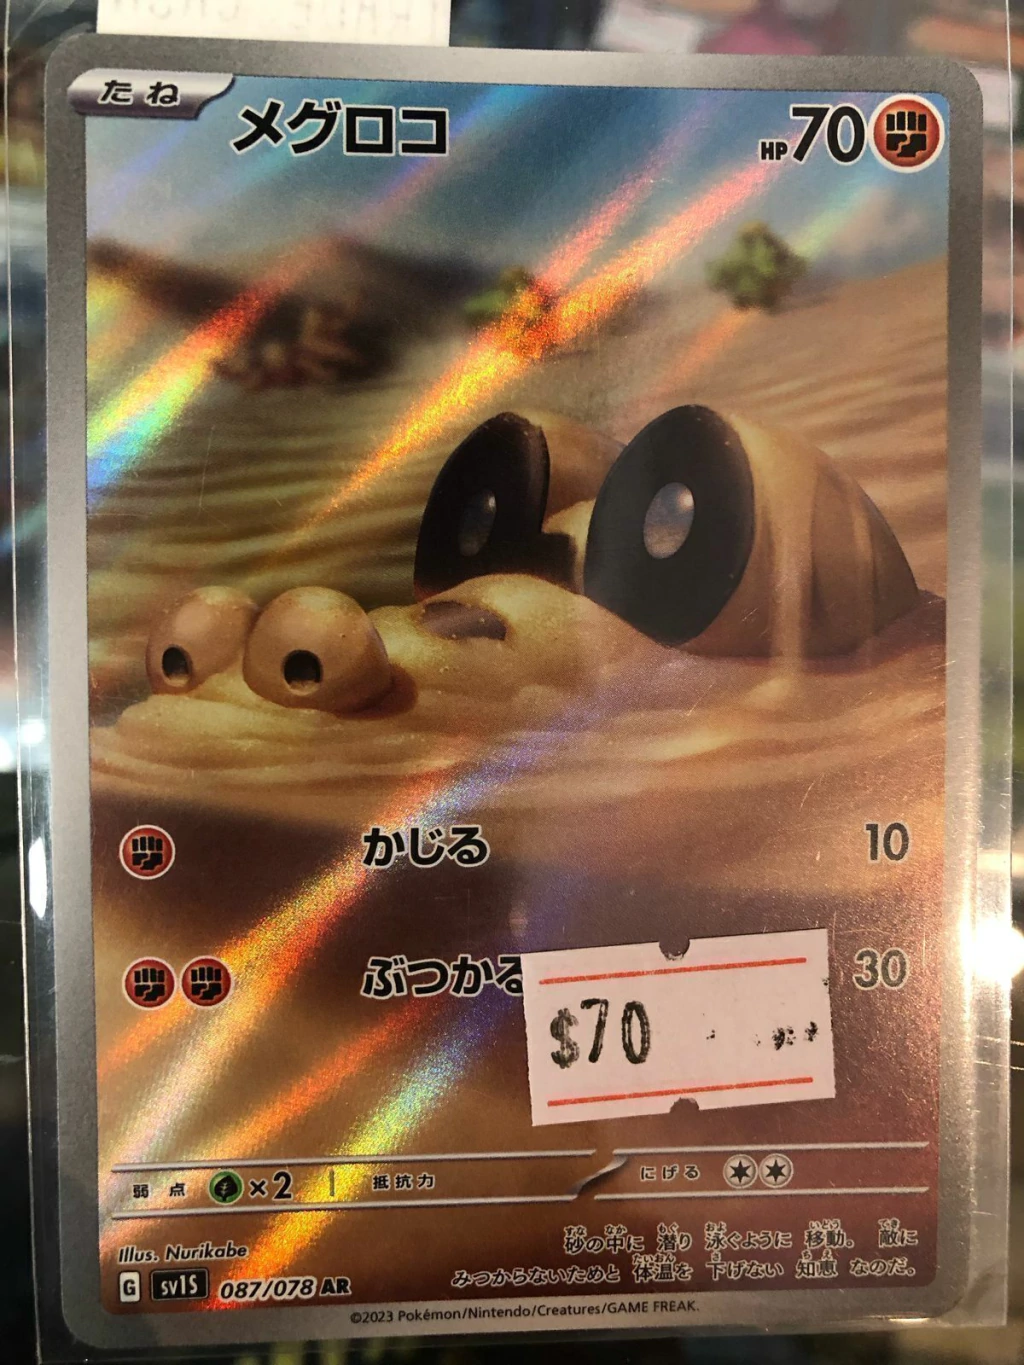 たね
メグロコ
HP70
かじる 10
ぶつかる 30
$70
弱点 ×2 抵抗力
にげる
砂の中に 潜り 泳ぐように 移動。 敵に
みつからないためと 体温を 下げない 知恵 なのだ。
Illus. Nurikabe
G sv1S 087/078 AR
©2023 Pokémon/Nintendo/Creatures/GAME FREAK.